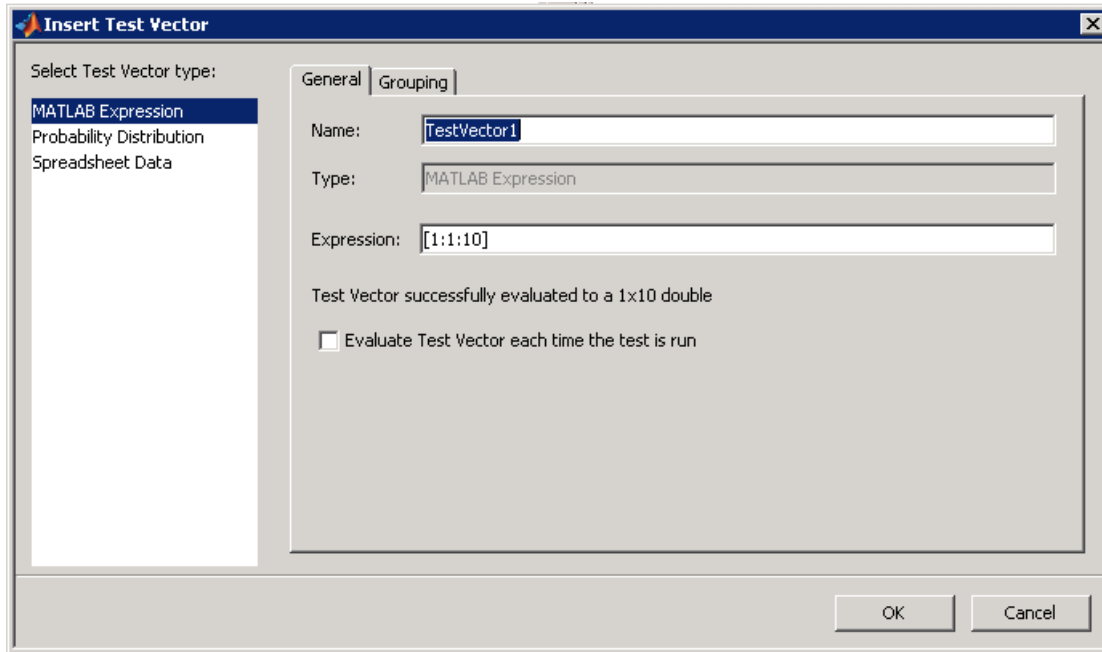 Insert Test Vector
Select Test Vector type:
MATLAB Expression
Probability Distribution
Spreadsheet Data
General
Grouping
Name:
TestVector1
Type:
MATLAB Expression
Expression:
[1:1:10]
Test Vector successfully evaluated to a 1x10 double
Evaluate Test Vector each time the test is run
OK
Cancel